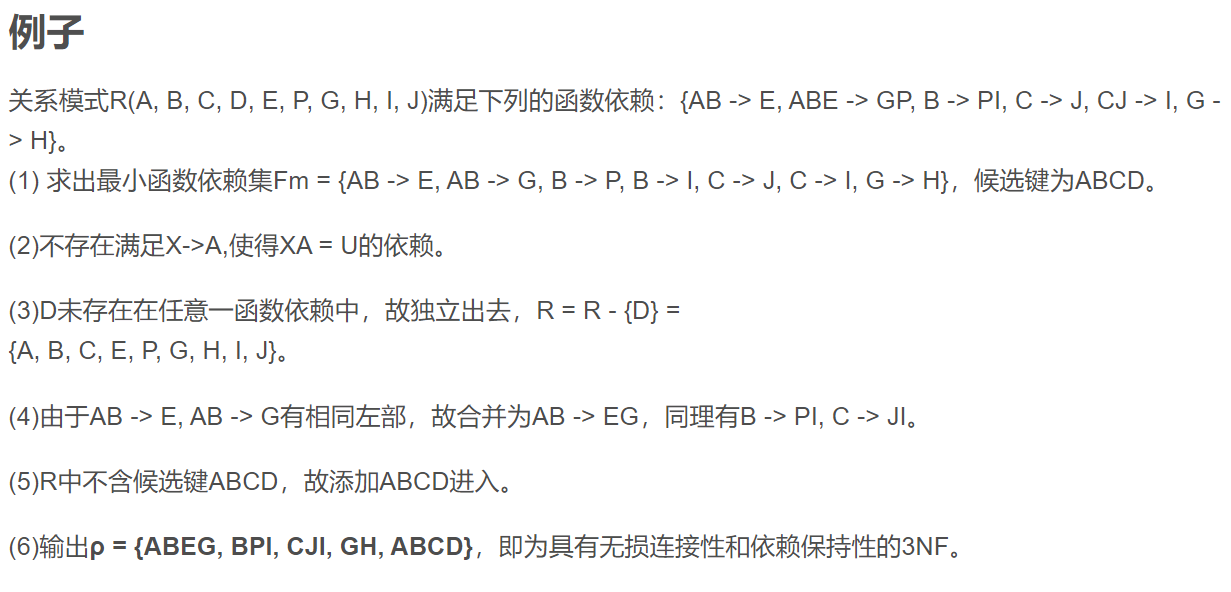 例子
关系模式R(A, B, C, D, E, P, G, H, I, J)满足下列的函数依赖：{AB -> E, ABE -> GP, B -> PI, C -> J, CJ -> I, G -
> H}。
(1) 求出最小函数依赖集Fm = {AB -> E, AB -> G, B -> P, B -> I, C -> J, C -> I, G -> H}，候选键为ABCD。
(2)不存在满足X->A,使得XA = U的依赖。
(3)D未存在在任意一函数依赖中，故独立出去，R = R - {D} =
{A, B, C, E, P, G, H, I, J}。
(4)由于AB -> E, AB -> G有相同左部，故合并为AB -> EG，同理有B -> PI, C -> JI。
(5)R中不含候选键ABCD，故添加ABCD进入。
(6)输出ρ = {ABEG, BPI, CJI, GH, ABCD}，即为具有无损连接性和依赖保持性的3NF。